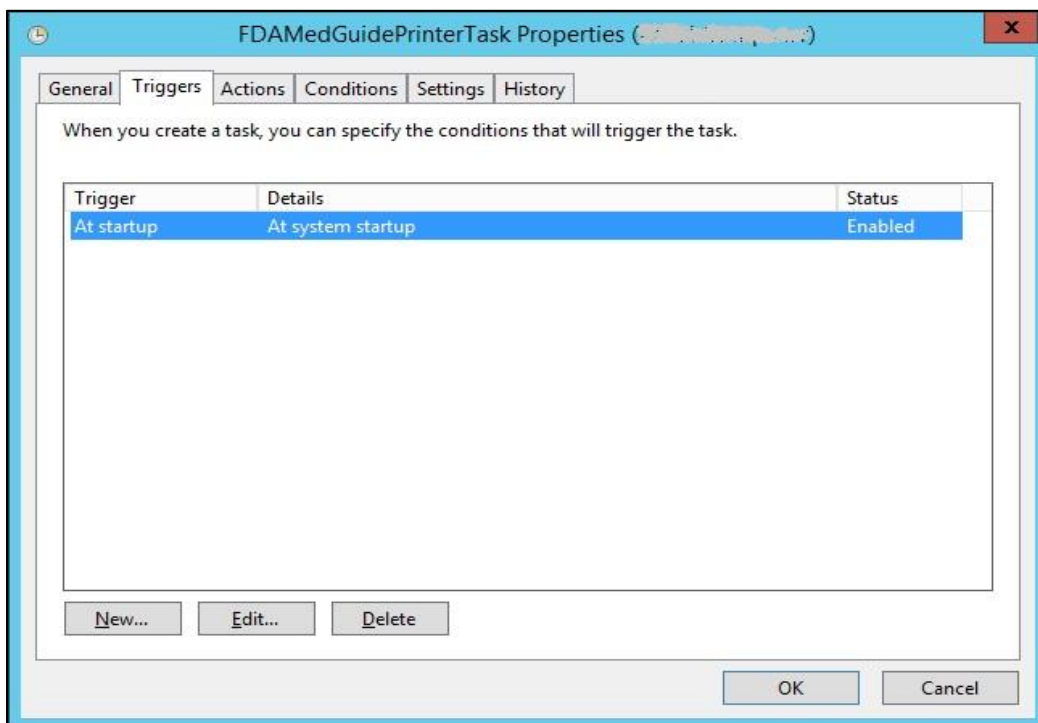 FDAMedGuidePrinterTask Properties ( )
x
General Triggers Actions Conditions Settings History
When you create a task, you can specify the conditions that will trigger the task.
Trigger Details Status
At startup At system startup Enabled
New... Edit... Delete
OK Cancel